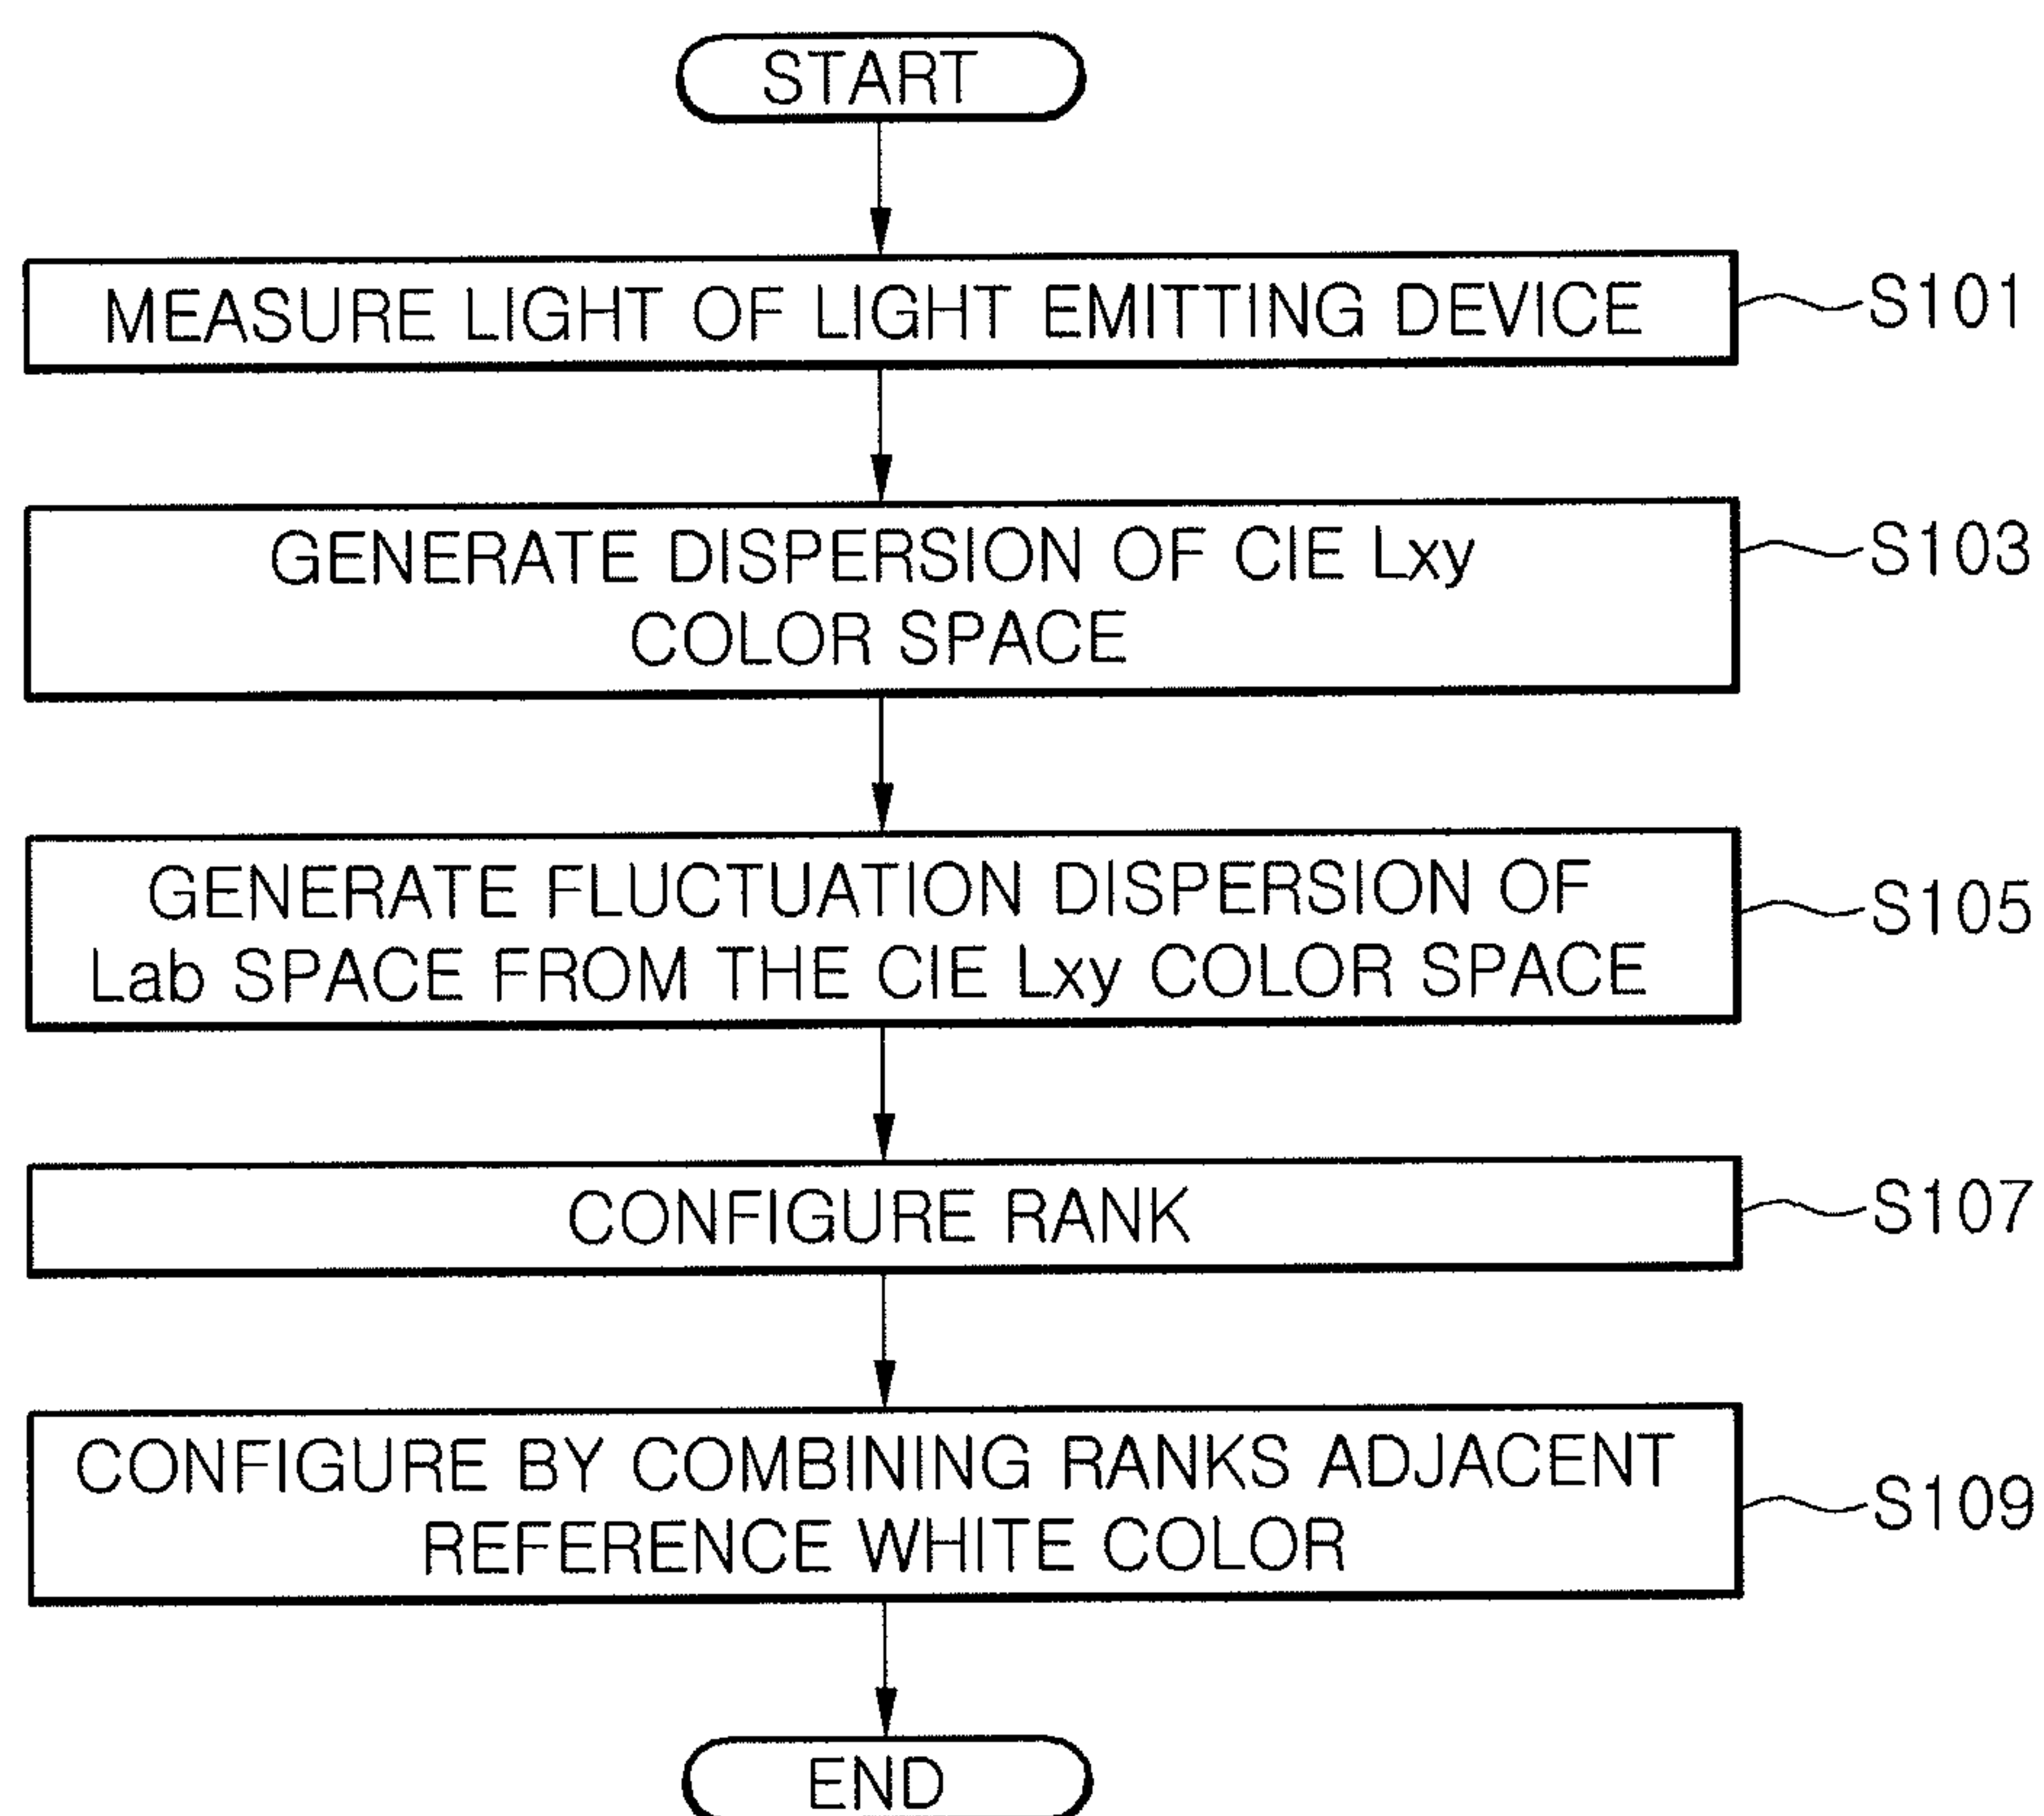 START
MEASURE LIGHT OF LIGHT EMITTING DEVICE
S101
GENERATE DISPERSION OF CIE Lxy
COLOR SPACE
S103
GENERATE FLUCTUATION DISPERSION OF
Lab SPACE FROM THE CIE Lxy COLOR SPACE
S105
CONFIGURE RANK
S107
CONFIGURE BY COMBINING RANKS ADJACENT
REFERENCE WHITE COLOR
S109
END